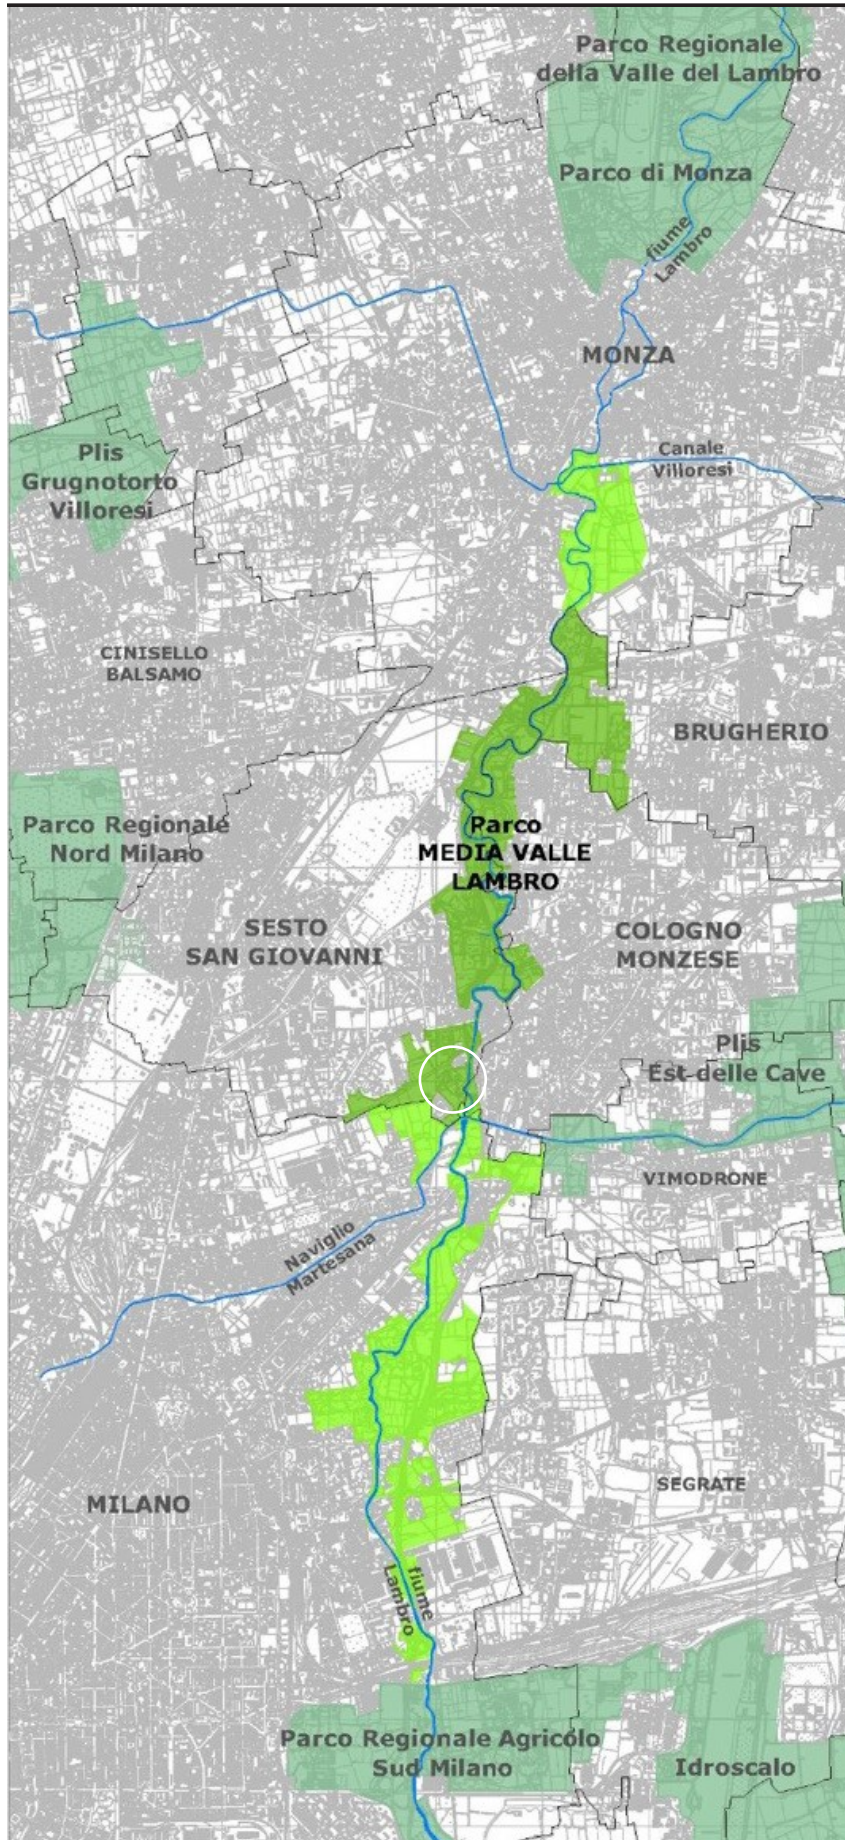 Parco Regionale
della Valle del Lambro
Parco di Monza
fiume
Lambro
MONZA
Canale
Villoresi
Plis
Grugnotorto
Villoresi
CINISELLO
BALSAMO
BRUGHERIO
Parco Regionale
Nord Milano
Parco
MEDIA VALLE
LAMBRO
SESTO
SAN GIOVANNI
COLOGNO
MONZESE
Plis
Est delle Cave
VIMODRONE
Naviglio
Martesana
SEGRATE
MILANO
fiume
Lambro
Parco Regionale Agricolo
Sud Milano
Idroscalo